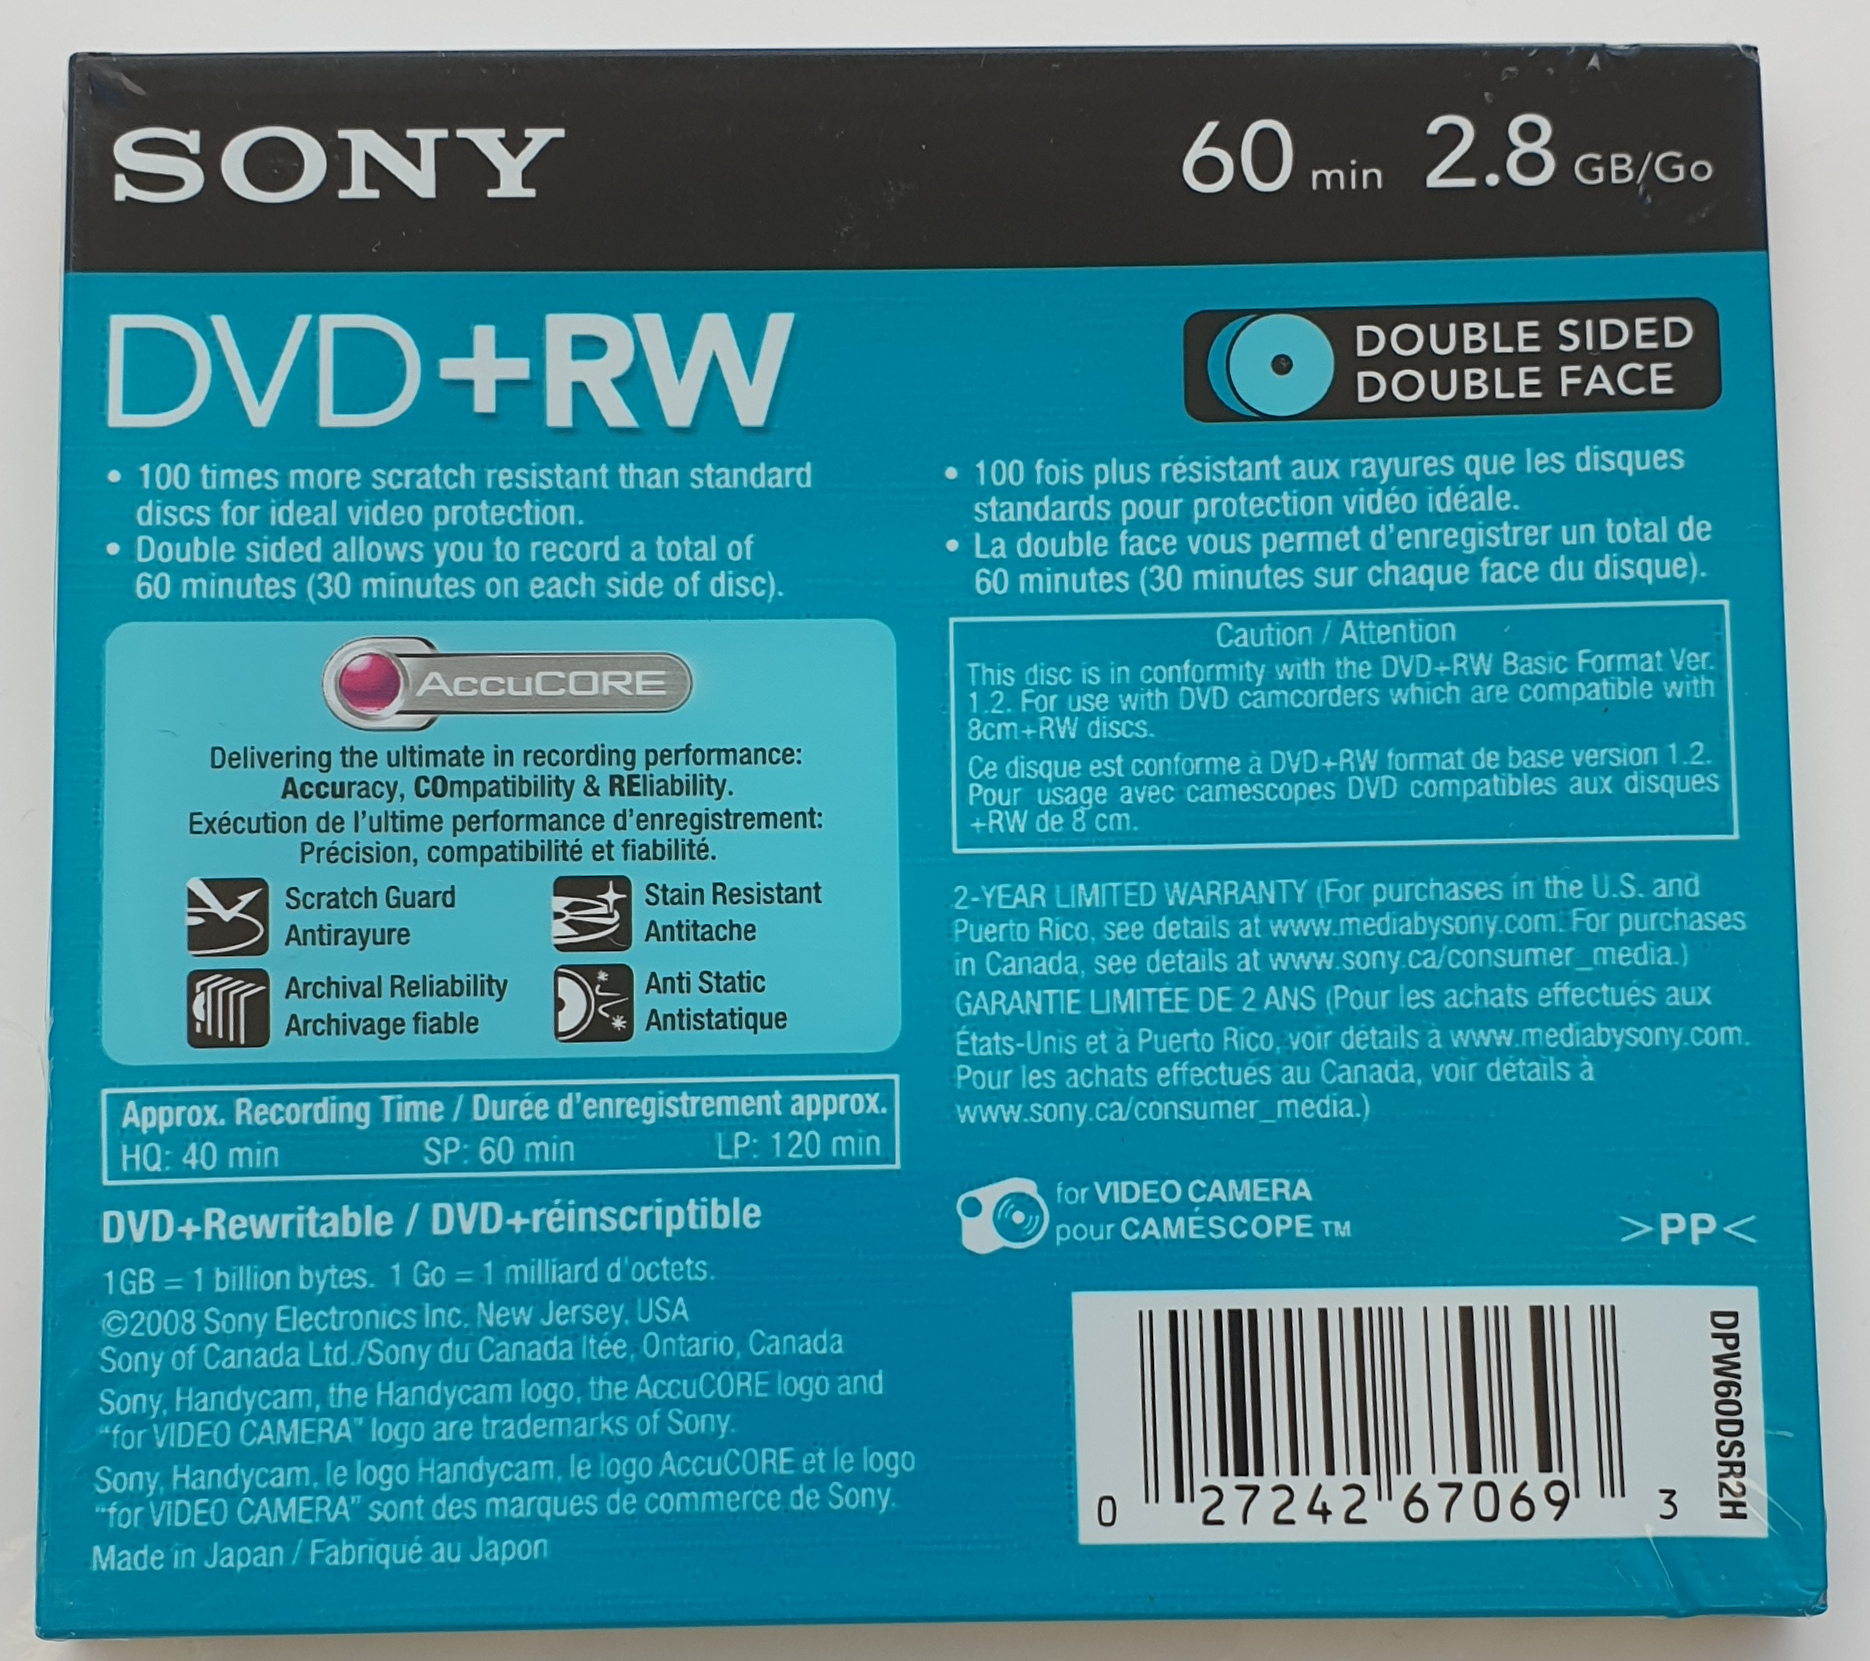 SONY
60 min 2.8 GB/Go
DVD+RW
DOUBLE SIDED
DOUBLE FACE
• 100 times more scratch resistant than standard
discs for ideal video protection.
• Double sided allows you to record a total of
60 minutes (30 minutes on each side of disc).
• 100 fois plus résistant aux rayures que les disques
standards pour protection vidéo idéale.
• La double face vous permet d'enregistrer un total de
60 minutes (30 minutes sur chaque face du disque).
AccuCORE
Delivering the ultimate in recording performance:
Accuracy, COmpatibility & REliability.
Exécution de l'ultime performance d'enregistrement:
Précision, compatibilité et fiabilité.
Scratch Guard
Antirayure
Stain Resistant
Antitache
Archival Reliability
Archivage fiable
Anti Static
Antistatique
Caution / Attention
This disc is in conformity with the DVD+RW Basic Format Ver.
1.2. For use with DVD camcorders which are compatible with
8cm+RW discs.
Ce disque est conforme à DVD+RW format de base version 1.2.
Pour usage avec camescopes DVD compatibles aux disques
+RW de 8 cm.
2-YEAR LIMITED WARRANTY (For purchases in the U.S. and
Puerto Rico, see details at www.mediabysony.com. For purchases
in Canada, see details at www.sony.ca/consumer_media.)
GARANTIE LIMITÉE DE 2 ANS (Pour les achats effectués aux
États-Unis et à Puerto Rico, voir détails à www.mediabysony.com.
Pour les achats effectués au Canada, voir détails à
www.sony.ca/consumer_media.)
Approx. Recording Time / Durée d'enregistrement approx.
HQ: 40 min SP: 60 min LP: 120 min
DVD+Rewritable / DVD+réinscriptible
1GB = 1 billion bytes. 1 Go = 1 milliard d'octets.
©2008 Sony Electronics Inc. New Jersey, USA
Sony of Canada Ltd./Sony du Canada ltée, Ontario, Canada
Sony, Handycam, the Handycam logo, the AccuCORE logo and
"for VIDEO CAMERA" logo are trademarks of Sony.
Sony, Handycam, le logo Handycam, le logo AccuCORE et le logo
"for VIDEO CAMERA" sont des marques de commerce de Sony.
Made in Japan / Fabriqué au Japon
for VIDEO CAMERA
pour CAMÉSCOPE TM
>PP<
0 27242 67069 3
DPW60DSR2H